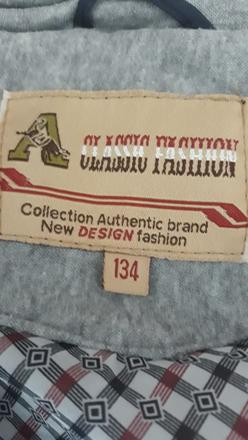 A CLASSIC FASHION
Collection Authentic brand
New DESIGN fashion
134